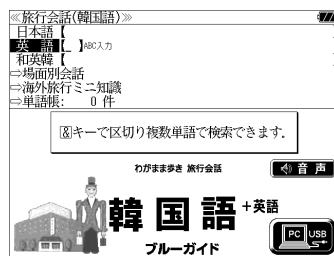 ≪旅行会話(韓国語)≫
日本語【
英　語【_　】ABC入力
和英韓【
⇨場面別会話
⇨海外旅行ミニ知識
⇨単語帳:　　0 件
&キーで区切り複数単語で検索できます.
わがまま歩き 旅行会話
音 声
韓国語+英語
PC USB
ブルーガイド